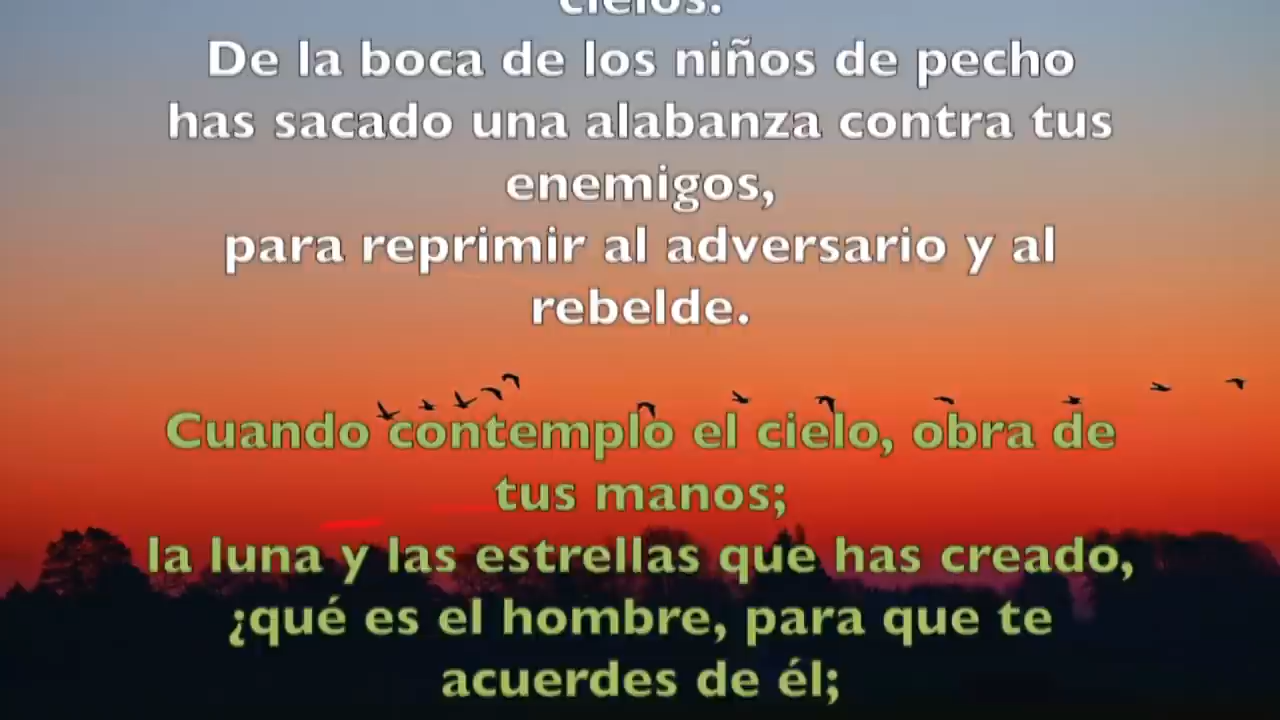 cielos.
De la boca de los niños de pecho
has sacado una alabanza contra tus
enemigos,
para reprimir al adversario y al
rebelde.
Cuando contemplo el cielo, obra de
tus manos;
la luna y las estrellas que has creado,
¿qué es el hombre, para que te
acuerdes de él;